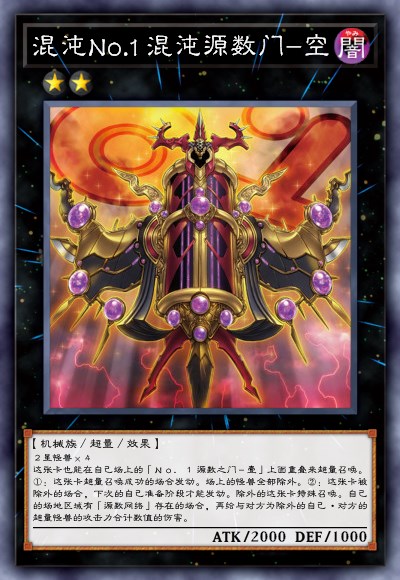 混沌No.1 混沌源数门-空
闇
やみ
【机械族／超量／效果】
２星怪兽×４
这张卡也能在自己场上的「No．1 源数之门-壹」上面重叠来超量召唤。
①：这张卡超量召唤成功的场合发动。场上的怪兽全部除外。②：这张卡被
除外的场合，下次的自己准备阶段才能发动。除外的这张卡特殊召唤。自己
的场地区域有「源数网络」存在的场合，再给与对方为除外的自己·对方的
超量怪兽的攻击力合计数值的伤害。
ATK/2000 DEF/1000